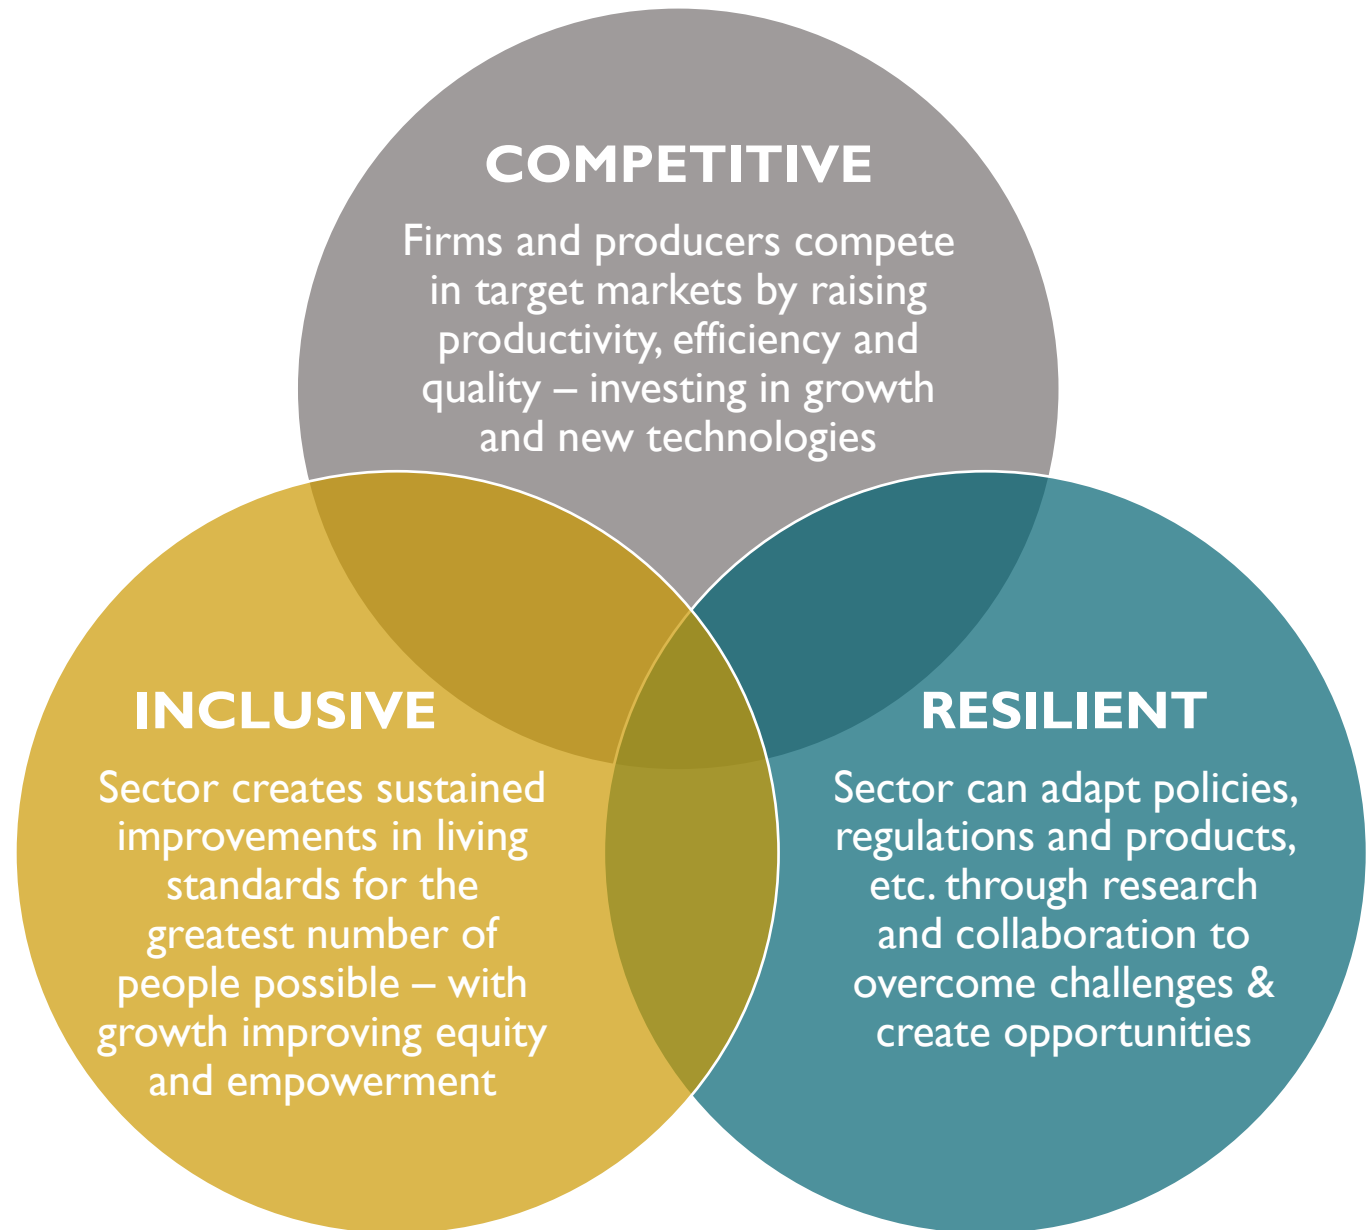 COMPETITIVE
Firms and producers compete
in target markets by raising
productivity, efficiency and
quality – investing in growth
and new technologies
INCLUSIVE
Sector creates sustained
improvements in living
standards for the
greatest number of
people possible – with
growth improving equity
and empowerment
RESILIENT
Sector can adapt policies,
regulations and products,
etc. through research
and collaboration to
overcome challenges &
create opportunities